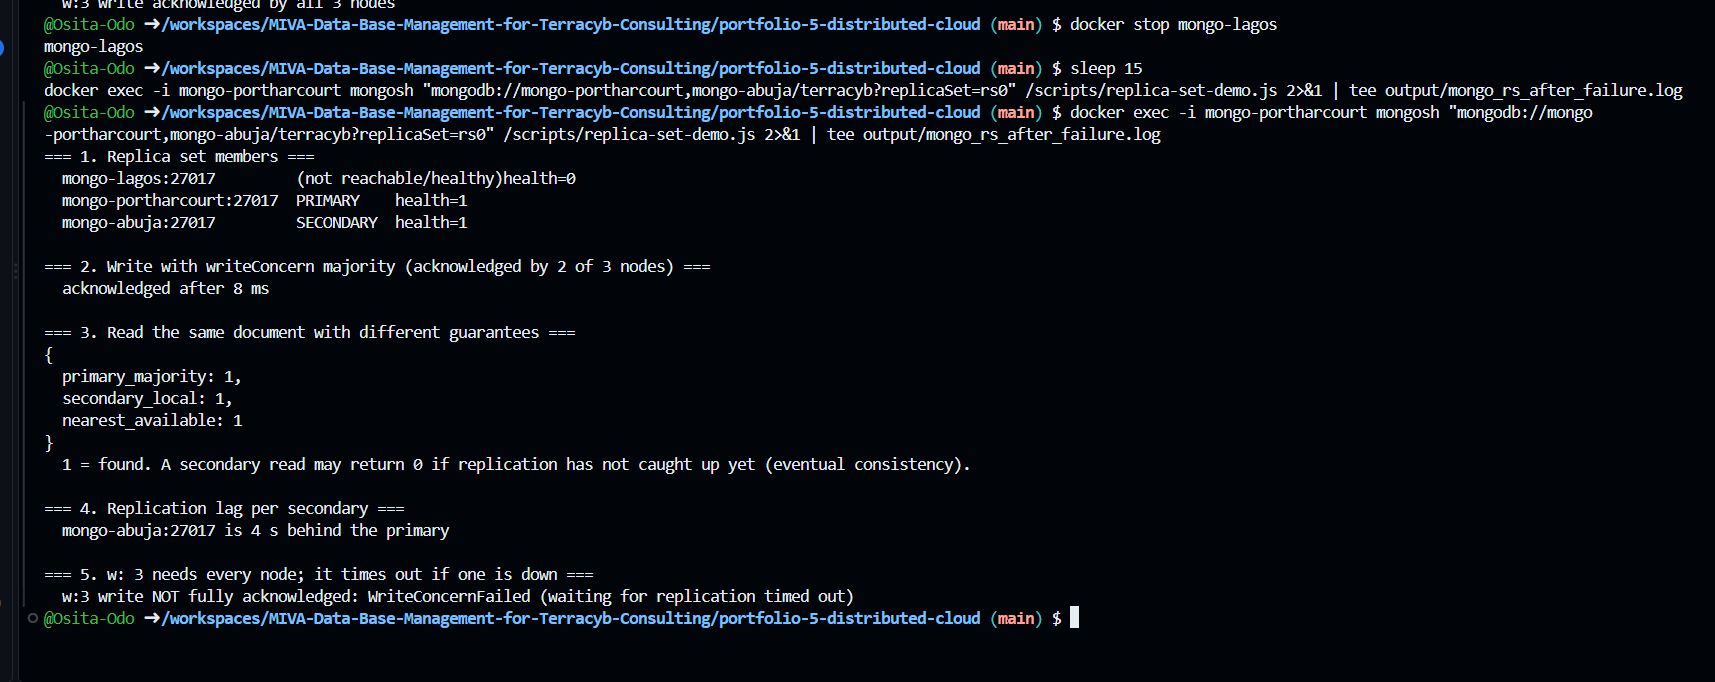 w:3 write acknowledged by all 3 nodes
@Osita-Odo ➜/workspaces/MIVA-Data-Base-Management-for-Terracyb-Consulting/portfolio-5-distributed-cloud (main) $ docker stop mongo-lagos
mongo-lagos
@Osita-Odo ➜/workspaces/MIVA-Data-Base-Management-for-Terracyb-Consulting/portfolio-5-distributed-cloud (main) $ sleep 15
docker exec -i mongo-portharcourt mongosh "mongodb://mongo-portharcourt,mongo-abuja/terracyb?replicaSet=rs0" /scripts/replica-set-demo.js 2>&1 | tee output/mongo_rs_after_failure.log
@Osita-Odo ➜/workspaces/MIVA-Data-Base-Management-for-Terracyb-Consulting/portfolio-5-distributed-cloud (main) $ docker exec -i mongo-portharcourt mongosh "mongodb://mongo
-portharcourt,mongo-abuja/terracyb?replicaSet=rs0" /scripts/replica-set-demo.js 2>&1 | tee output/mongo_rs_after_failure.log
=== 1. Replica set members ===
mongo-lagos:27017 (not reachable/healthy)health=0
mongo-portharcourt:27017 PRIMARY health=1
mongo-abuja:27017 SECONDARY health=1
=== 2. Write with writeConcern majority (acknowledged by 2 of 3 nodes) ===
acknowledged after 8 ms
=== 3. Read the same document with different guarantees ===
{
primary_majority: 1,
secondary_local: 1,
nearest_available: 1
}
1 = found. A secondary read may return 0 if replication has not caught up yet (eventual consistency).
=== 4. Replication lag per secondary ===
mongo-abuja:27017 is 4 s behind the primary
=== 5. w: 3 needs every node; it times out if one is down ===
w:3 write NOT fully acknowledged: WriteConcernFailed (waiting for replication timed out)
@Osita-Odo ➜/workspaces/MIVA-Data-Base-Management-for-Terracyb-Consulting/portfolio-5-distributed-cloud (main) $